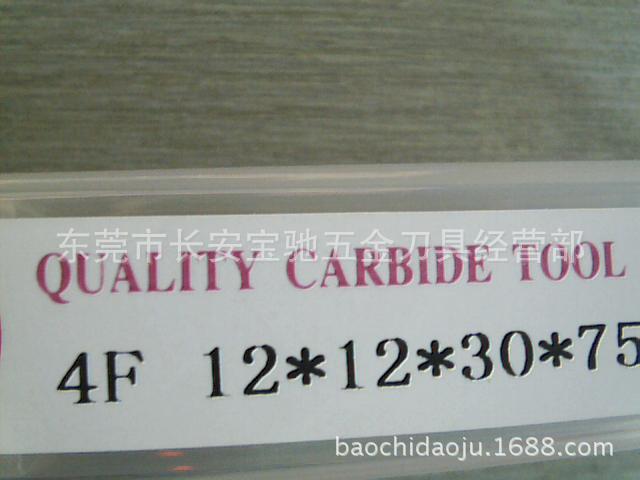 东莞市长安宝驰五金刀具经营部
QUALITY CARBIDE TOOL
4F 12*12*30*75
baochidaoju.1688.com